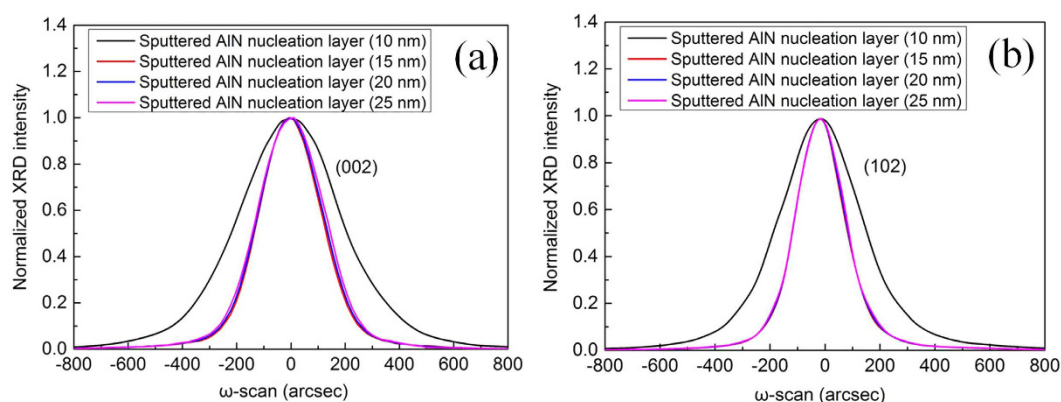 1.4
1.2
1.0
0.8
0.6
0.4
0.2
0.0
Normalized XRD intensity
Sputtered AlN nucleation layer (10 nm)
Sputtered AlN nucleation layer (15 nm)
Sputtered AlN nucleation layer (20 nm)
Sputtered AlN nucleation layer (25 nm)
(a)
(002)
-800 -600 -400 -200 0 200 400 600 800
ω-scan (arcsec)
1.4
1.2
1.0
0.8
0.6
0.4
0.2
0.0
Normalized XRD intensity
Sputtered AlN nucleation layer (10 nm)
Sputtered AlN nucleation layer (15 nm)
Sputtered AlN nucleation layer (20 nm)
Sputtered AlN nucleation layer (25 nm)
(b)
(102)
-800 -600 -400 -200 0 200 400 600 800
ω-scan (arcsec)